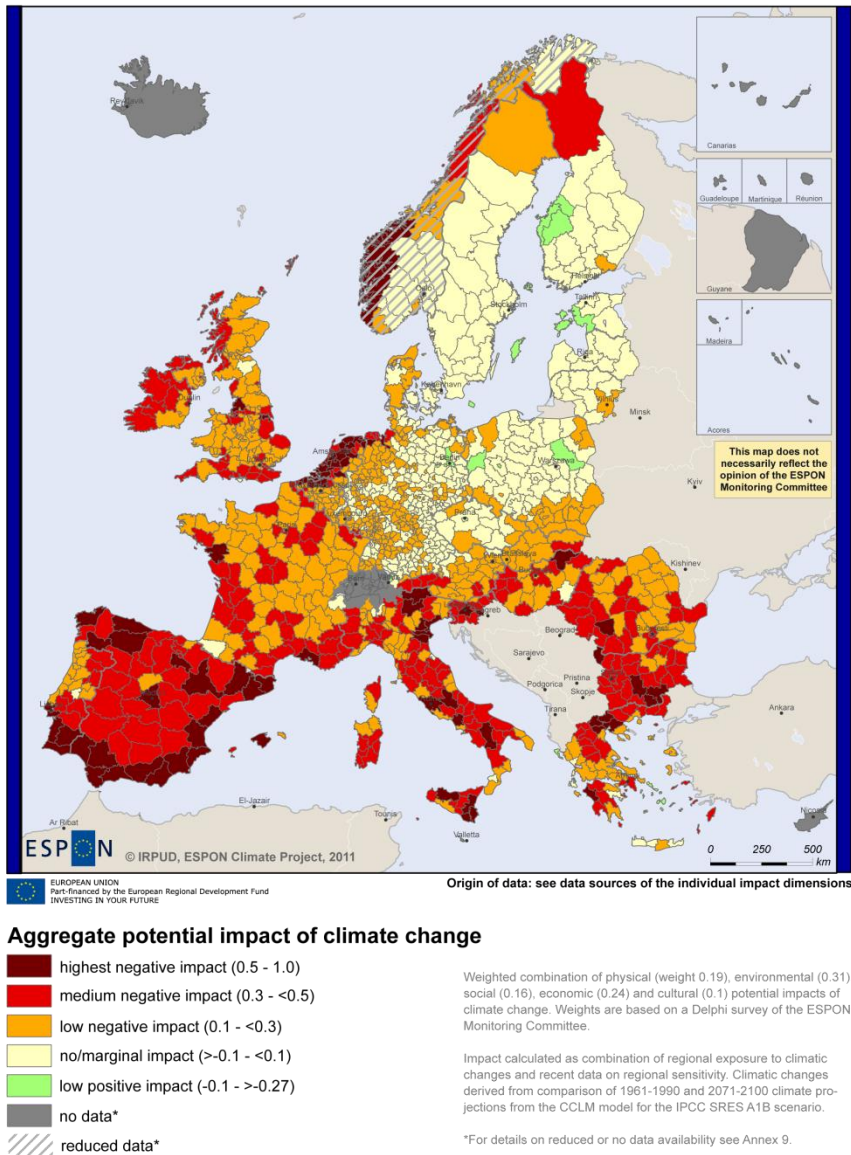 Reykjavik
Canarias
Guadeloupe
Martinique
Réunion
Guyane
Madeira
Acores
Oslo
Helsinki
Tallinn
Stockholm
Riga
København
Vilnius
Minsk
Dublin
Berlin
Warszawa
This map does not
necessarily reflect the
opinion of the ESPON
Monitoring Committee
Kyiv
Praha
Paris
Kishinev
Zagreb
Beograd
Sarajevo
Pristina
Podgorica
Skopje
Tirana
Ankara
El-Jazair
Tounis
Ar Ribat
Valletta
ESPON
© IRPUD, ESPON Climate Project, 2011
0 250 500
km
EUROPEAN UNION
Part-financed by the European Regional Development Fund
INVESTING IN YOUR FUTURE
Origin of data: see data sources of the individual impact dimensions
Aggregate potential impact of climate change
highest negative impact (0.5 - 1.0)
medium negative impact (0.3 - <0.5)
low negative impact (0.1 - <0.3)
no/marginal impact (>-0.1 - <0.1)
low positive impact (-0.1 - >-0.27)
no data*
reduced data*
Weighted combination of physical (weight 0.19), environmental (0.31)
social (0.16), economic (0.24) and cultural (0.1) potential impacts of
climate change. Weights are based on a Delphi survey of the ESPON
Monitoring Committee.
Impact calculated as combination of regional exposure to climatic
changes and recent data on regional sensitivity. Climatic changes
derived from comparison of 1961-1990 and 2071-2100 climate pro-
jections from the CCLM model for the IPCC SRES A1B scenario.
*For details on reduced or no data availability see Annex 9.